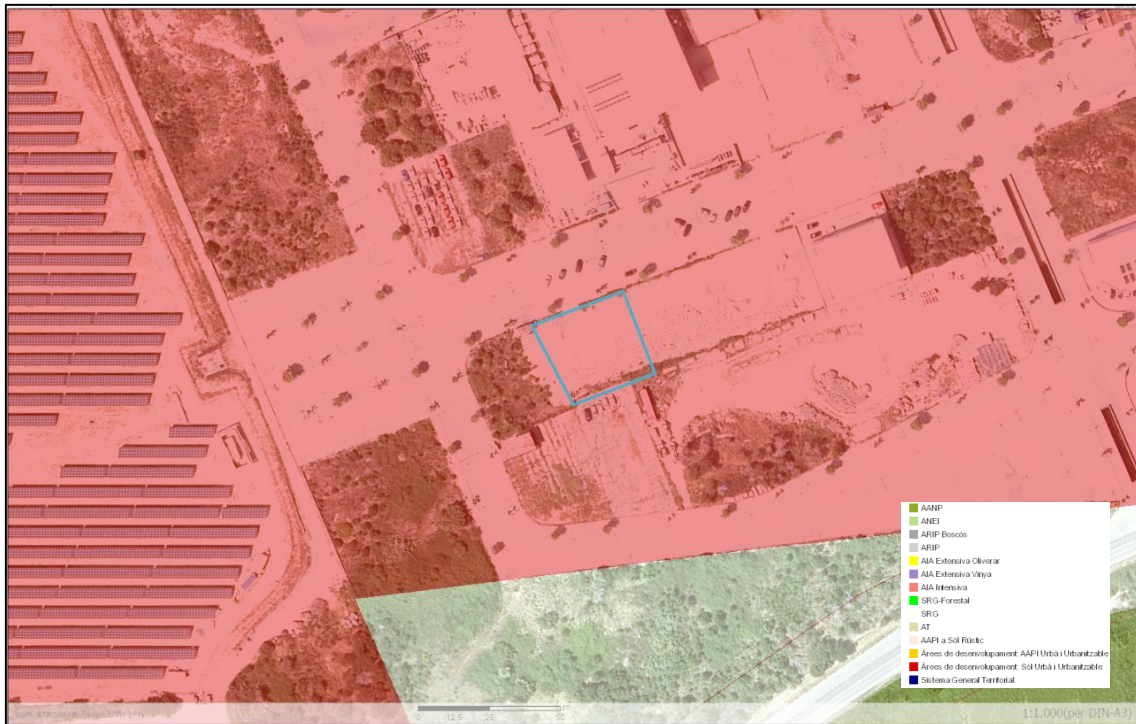 AANP
ANEI
ARIP Boscós
ARIP
AIA Extensiva Oliverar
AIA Extensiva Vinya
AIA Intensiva
SRG-Forestal
SRG
AT
AAPI a Sòl Rústic
Àrees de desenvolupament: AAPI Urbà i Urbanitzable
Àrees de desenvolupament: Sòl Urbà i Urbanitzable
Sistema General Territorial
0 12,5 25 50
m
1:1.000(per DIN-A3)